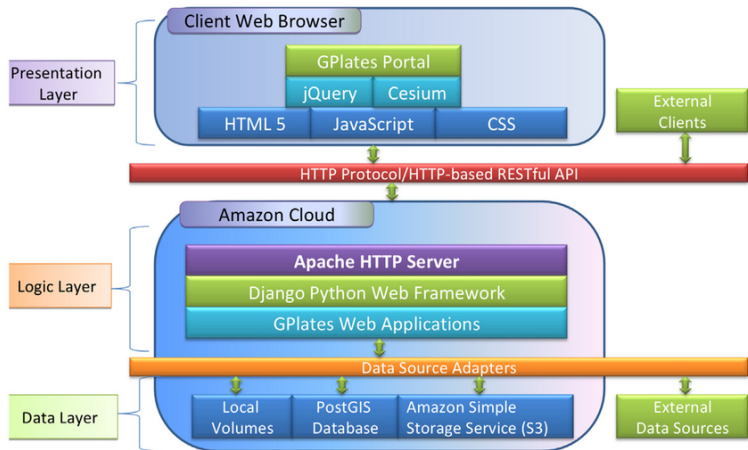 Client Web Browser
GPlates Portal
Presentation
Layer
jQuery
Cesium
External
Clients
HTML 5
JavaScript
CSS
HTTP Protocol/HTTP-based RESTful API
Amazon Cloud
Apache HTTP Server
Logic Layer
Django Python Web Framework
GPlates Web Applications
Data Source Adapters
Data Layer
Local
Volumes
PostGIS
Database
Amazon Simple
Storage Service (S3)
External
Data Sources